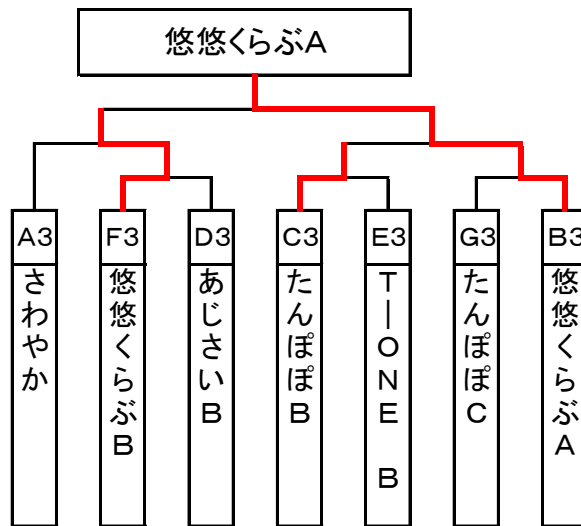 悠悠くらぶA
A3
F3
D3
C3
E3
G3
B3
さわやか
悠悠くらぶB
あじさいB
たんぽぽB
T―ONE B
たんぽぽC
悠悠くらぶA